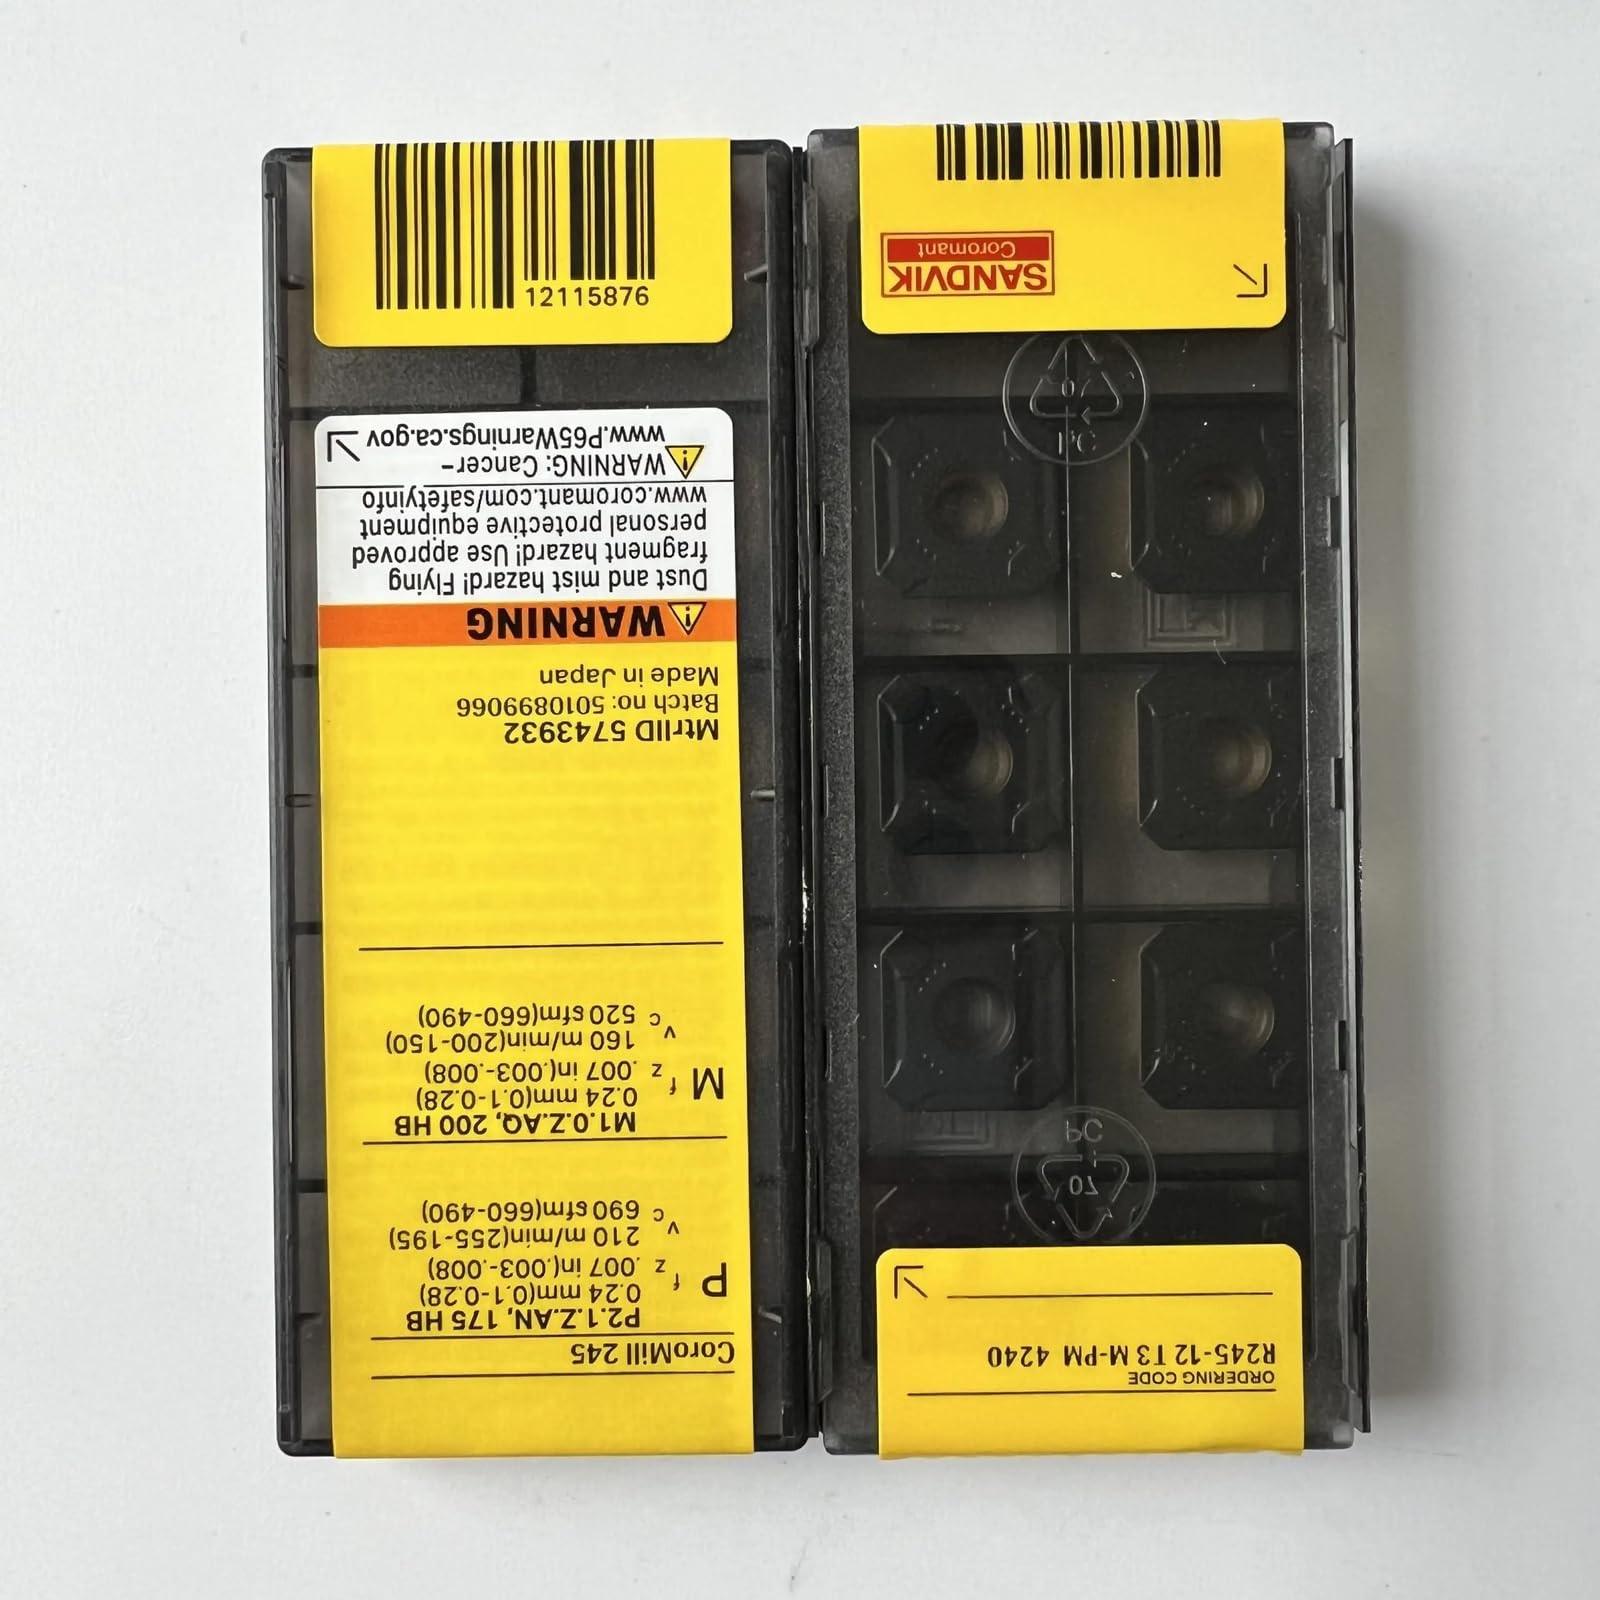 12115876
CoroMill 245
P2.1.Z.AN, 175 HB
P
f z
0.24 mm(0.1-0.28)
.007 in(.003-.008)
v c
210 m/min(255-195)
690 sfm(660-490)
M1.0.Z.AQ, 200 HB
M
f z
0.24 mm(0.1-0.28)
.007 in(.003-.008)
v c
160 m/min(200-150)
520 sfm(660-490)
MtrlID 5743932
Batch no: 5010899066
Made in Japan
WARNING
Dust and mist hazard! Flying
fragment hazard! Use approved
personal protective equipment
www.coromant.com/safetyinfo
WARNING: Cancer-
www.P65Warnings.ca.gov
ORDERING CODE
R245-12 T3 M-PM 4240
07
PC
PC
SANDVIK
Coromant